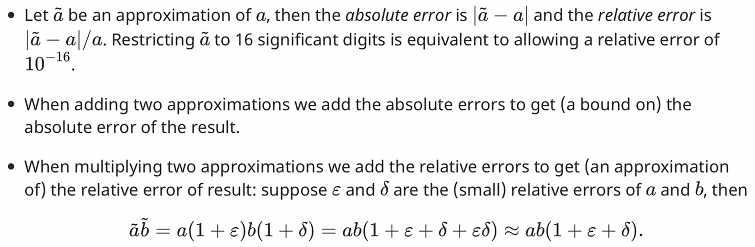 • Let ã be an approximation of a, then the absolute error is |ã − a| and the relative error is
|ã − a|/a. Restricting ã to 16 significant digits is equivalent to allowing a relative error of
10⁻¹⁶.
• When adding two approximations we add the absolute errors to get (a bound on) the
absolute error of the result.
• When multiplying two approximations we add the relative errors to get (an approximation
of) the relative error of result: suppose ε and δ are the (small) relative errors of a and b, then
ãb̃ = a(1 + ε)b(1 + δ) = ab(1 + ε + δ + εδ) ≈ ab(1 + ε + δ).